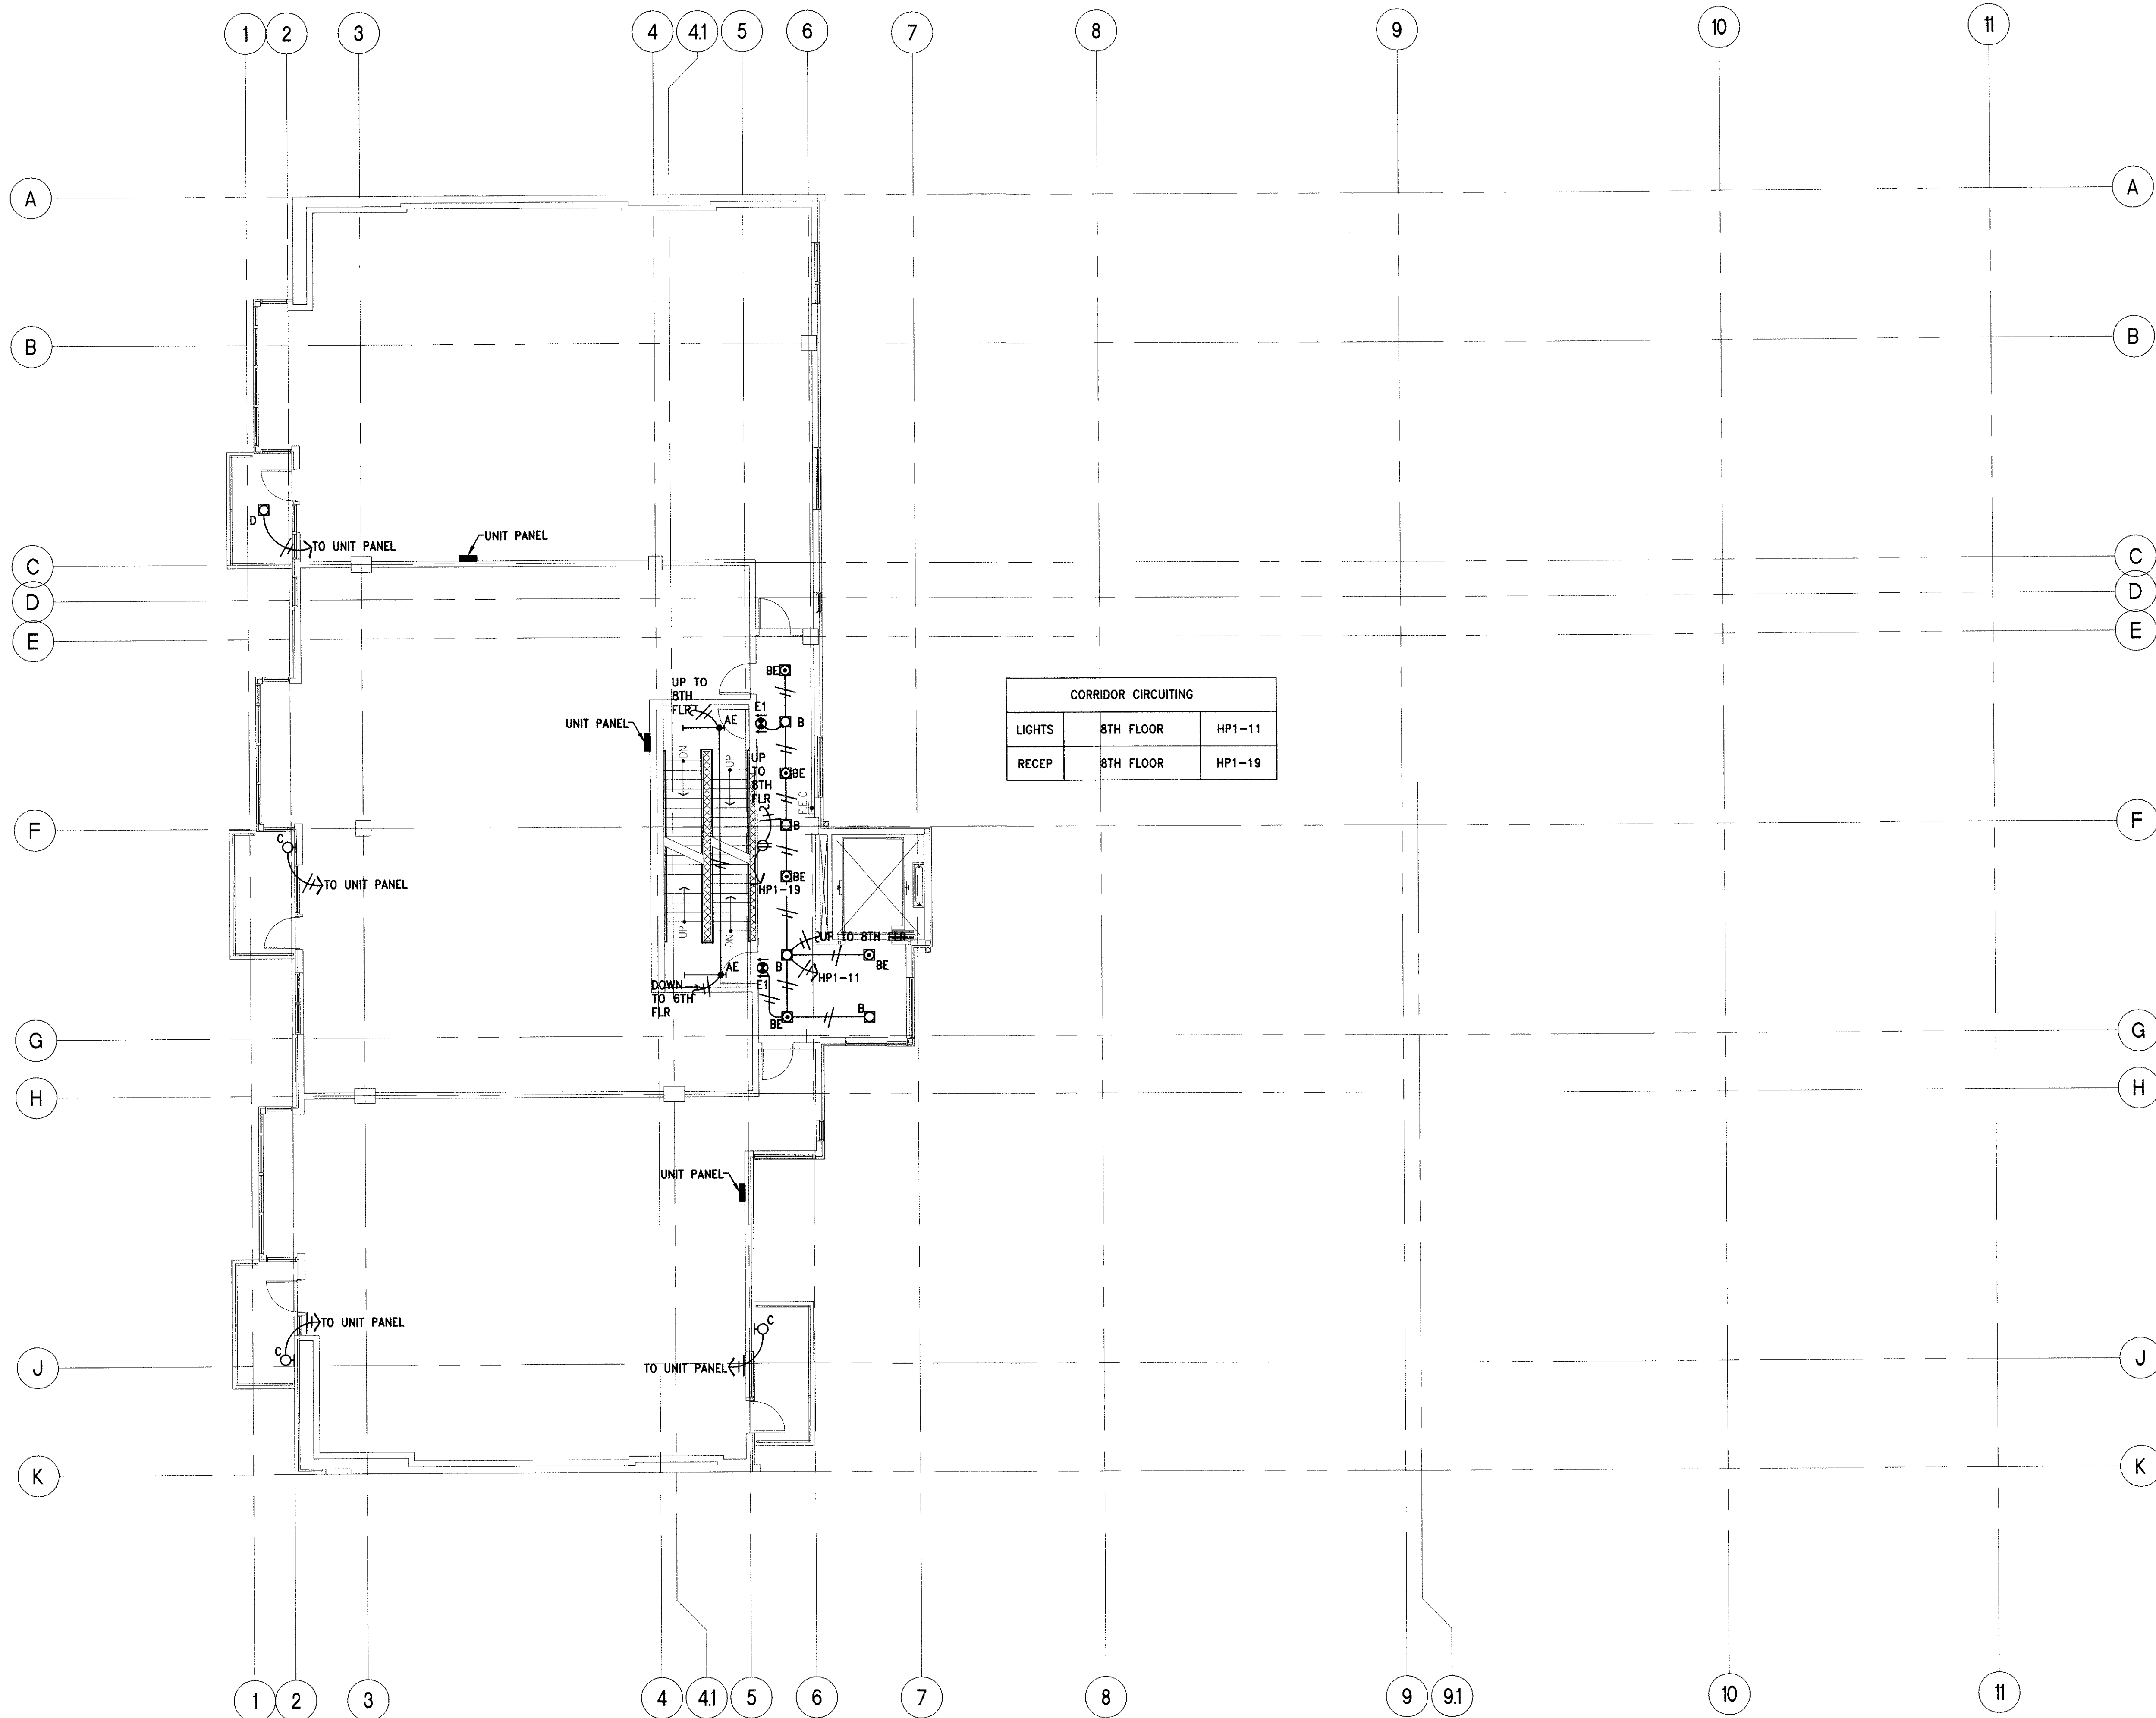 1 2 3 4 4.1 5 6 7 8 9 10 11
A A
B B
D
TO UNIT PANEL
UNIT PANEL
C C
D D
E E
BE
UP TO
8TH
FLR
AE
E1
B
UNIT PANEL
DN
UP
UP
TO
8TH
FLR
BE
F.E.C.
CORRIDOR CIRCUITING
LIGHTS 8TH FLOOR HP1-11
RECEP 8TH FLOOR HP1-19
F F
B
C
TO UNIT PANEL
BE
HP1-19
UP
DN
UP TO 8TH FLR
AE
B
BE
HP1-11
DOWN
TO 6TH
FLR
E1
BE
B
G G
H H
UNIT PANEL
TO UNIT PANEL
C
C
TO UNIT PANEL
J J
K K
1 2 3 4 4.1 5 6 7 8 9 9.1 10 11